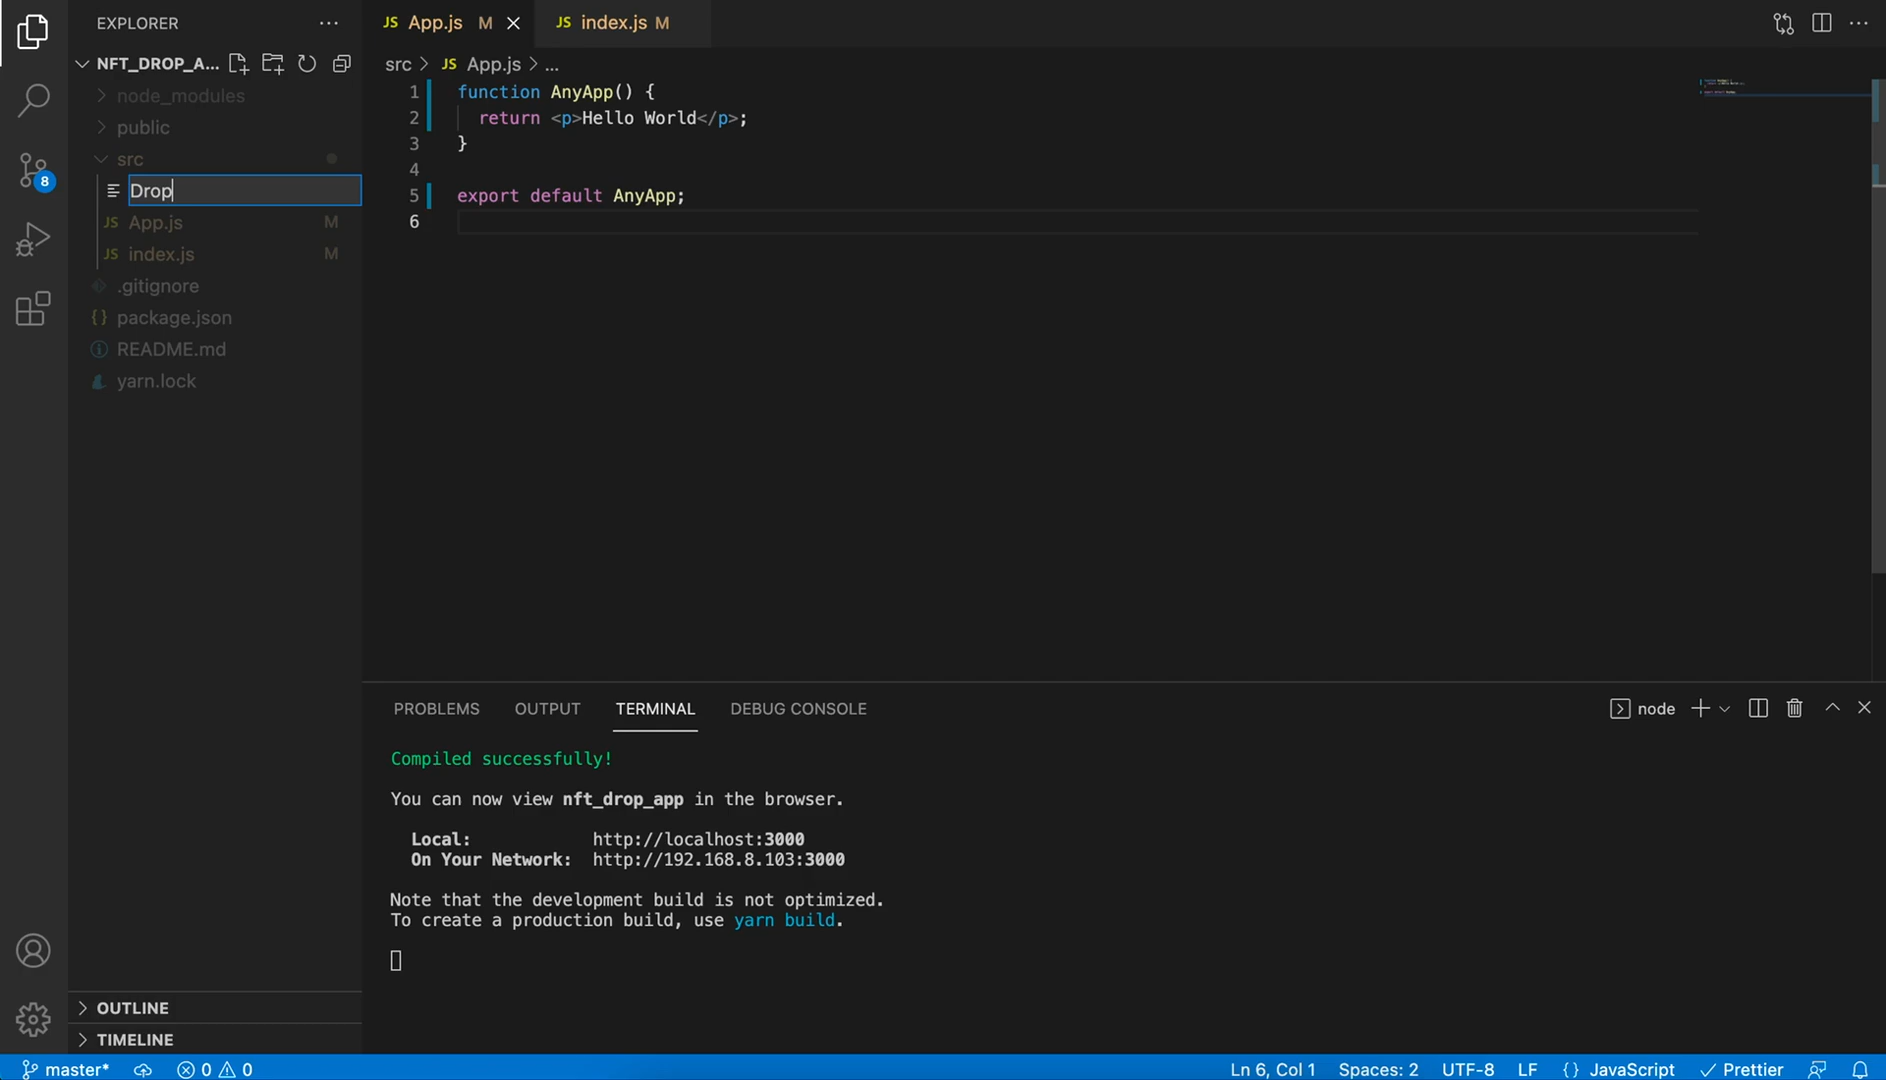 EXPLORER
NFT_DROP_A...
node_modules
public
src
Drop
JS App.js M
JS index.js M
.gitignore
{} package.json
README.md
yarn.lock
OUTLINE
TIMELINE
JS App.js M
JS index.js M
src > JS App.js > ...
1 function AnyApp() {
2 return <p>Hello World</p>;
3 }
4
5 export default AnyApp;
6
PROBLEMS OUTPUT TERMINAL DEBUG CONSOLE
node
Compiled successfully!
You can now view nft_drop_app in the browser.
Local: http://localhost:3000
On Your Network: http://192.168.8.103:3000
Note that the development build is not optimized.
To create a production build, use yarn build.
8
master* 0 0 Ln 6, Col 1 Spaces: 2 UTF-8 LF {} JavaScript Prettier